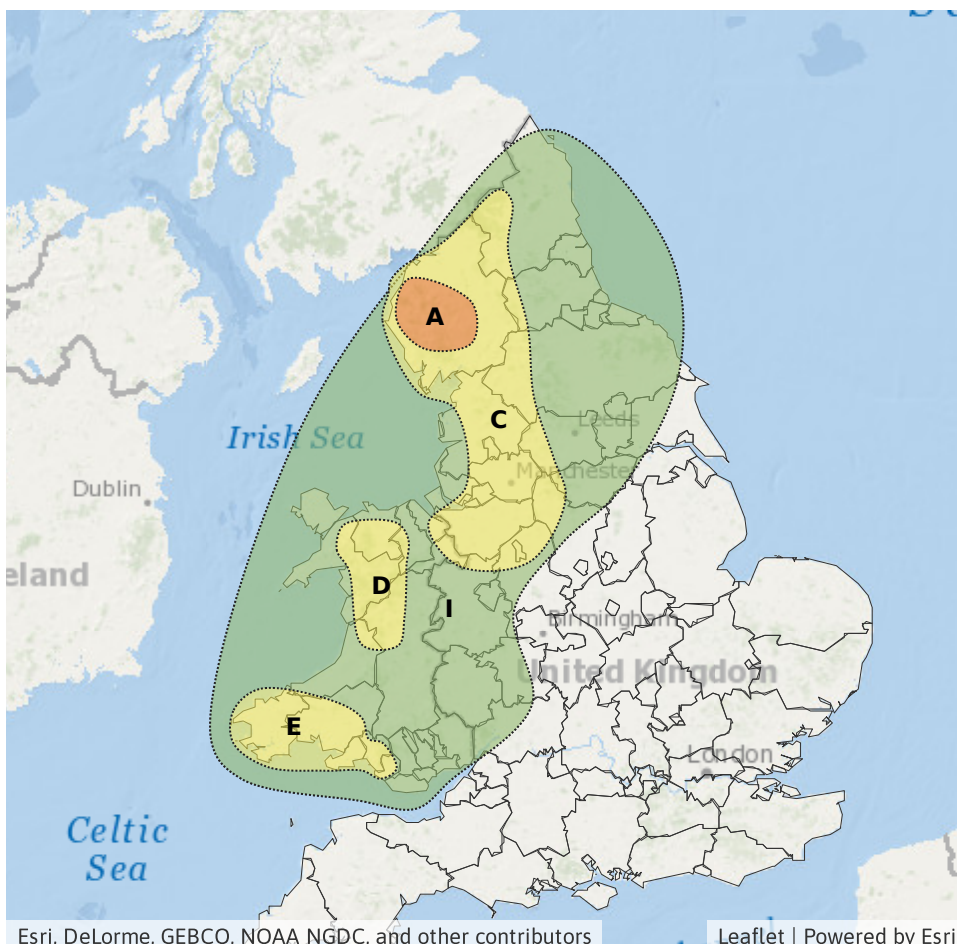 A
C
Leeds
Irish Sea
Manchester
Dublin
eland
D
I
Birmingham
United Kingdom
E
London
Celtic
Sea
Esri, DeLorme, GEBCO, NOAA NGDC, and other contributors
Leaflet | Powered by Esri